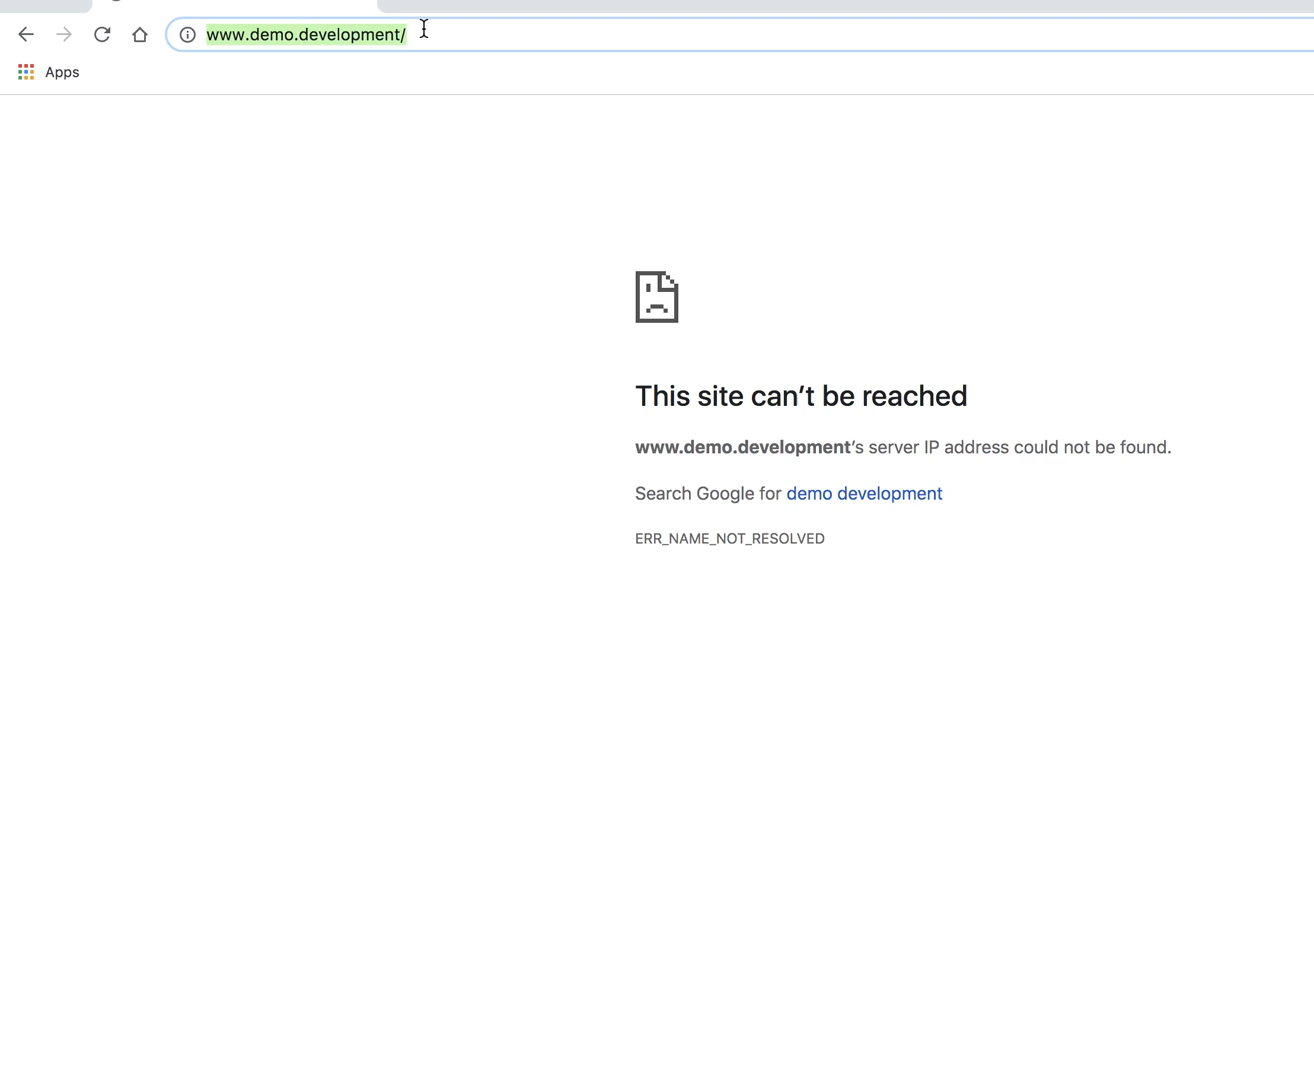 www.demo.development/
Apps
This site can’t be reached
www.demo.development’s server IP address could not be found.
Search Google for demo development
ERR_NAME_NOT_RESOLVED